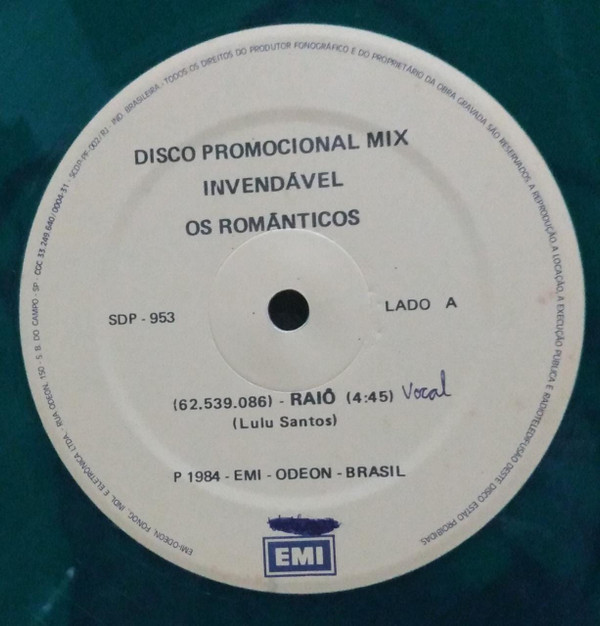 EMI-ODEON, FONOG., INDL. E ELETRÔNICA LTDA. - RUA ODEON, 150 - S. B. DO CAMPO - SP - CGC 33.249.640/0004-31 - SCDP-PF-002/RJ - IND. BRASILEIRA - TODOS OS DIREITOS DO PRODUTOR FONOGRÁFICO E DO PROPRIETÁRIO DA OBRA GRAVADA SÃO RESERVADOS. A REPRODUÇÃO, A LOCAÇÃO, A EXECUÇÃO PÚBLICA E RADIOTELEDIFUSÃO DESTE DISCO ESTÃO PROIBIDAS
DISCO PROMOCIONAL MIX
INVENDÁVEL
OS ROMÂNTICOS
SDP - 953
LADO A
(62.539.086) - RAIÔ (4:45) Vocal
(Lulu Santos)
P 1984 - EMI - ODEON - BRASIL
EMI